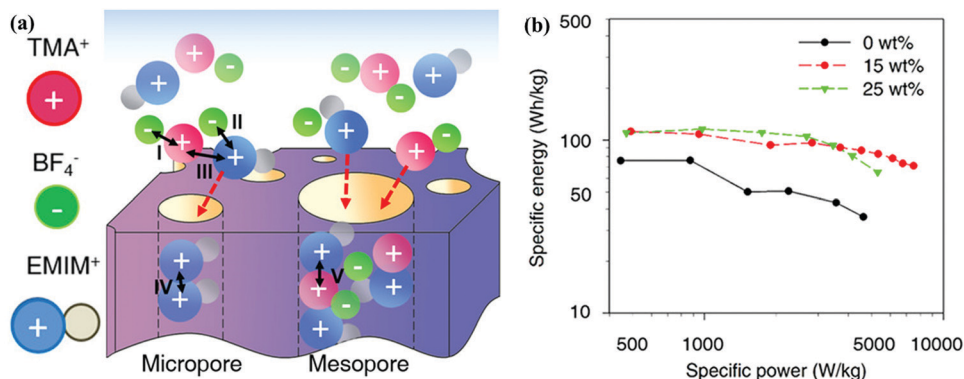 (a)
TMA+
+
BF4-
-
EMIM+
+
I
II
III
IV
V
Micropore
Mesopore
(b)
500
100
50
10
Specific energy (Wh/kg)
0 wt%
15 wt%
25 wt%
500
1000
5000
10000
Specific power (W/kg)